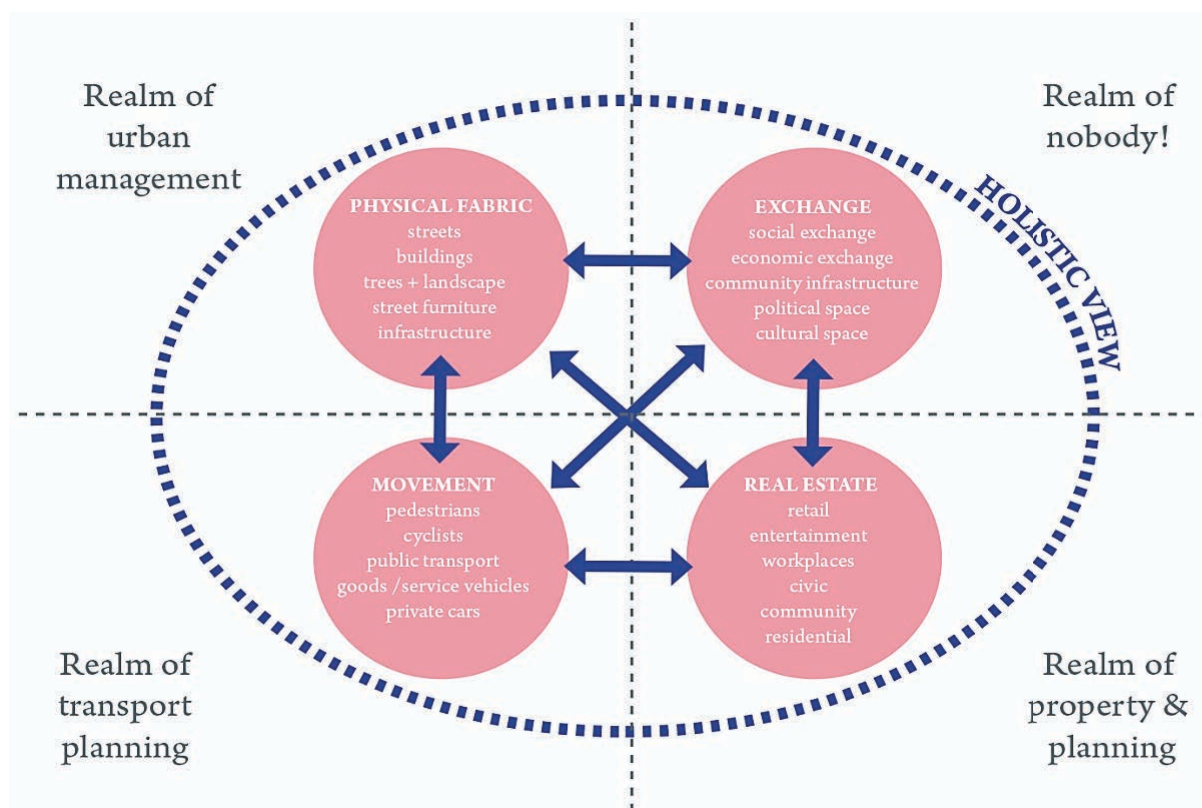 Realm of
urban
management
Realm of
nobody!
HOLISTIC VIEW
PHYSICAL FABRIC
streets
buildings
trees + landscape
street furniture
infrastructure
EXCHANGE
social exchange
economic exchange
community infrastructure
political space
cultural space
MOVEMENT
pedestrians
cyclists
public transport
goods /service vehicles
private cars
REAL ESTATE
retail
entertainment
workplaces
civic
community
residential
Realm of
transport
planning
Realm of
property &
planning